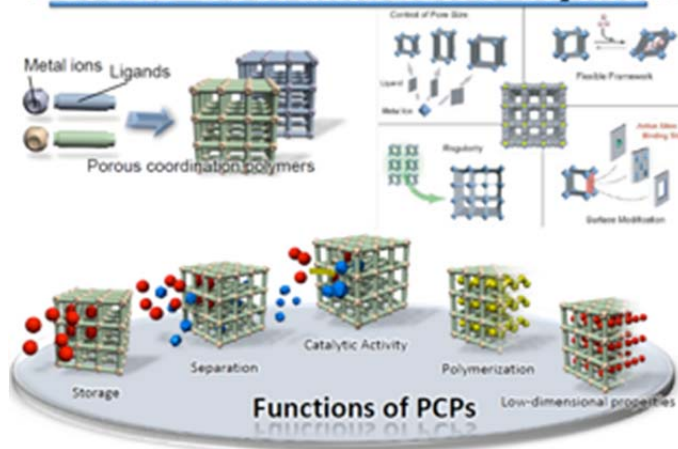 Metal ions
Ligands
Porous coordination polymers
Control of Pore Size
Ligand
Metal Ion
Flexible Framework
Regularity
Surface Modification
Storage
Separation
Catalytic Activity
Polymerization
Low-dimensional properties
Functions of PCPs